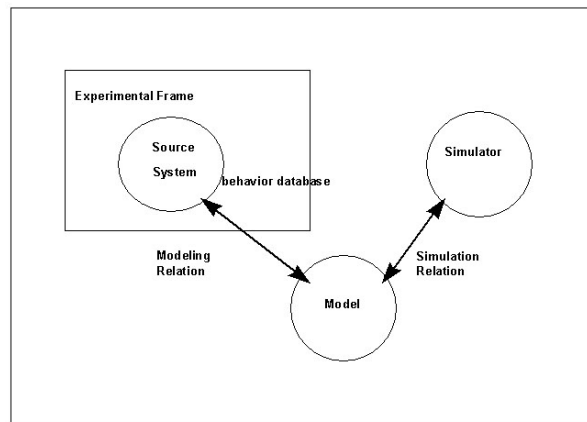 Experimental Frame
Source
System
behavior database
Simulator
Modeling
Relation
Simulation
Relation
Model